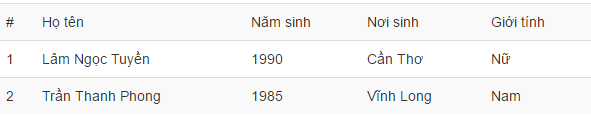 # Họ tên Năm sinh Nơi sinh Giới tính
1 Lâm Ngọc Tuyền 1990 Cần Thơ Nữ
2 Trần Thanh Phong 1985 Vĩnh Long Nam